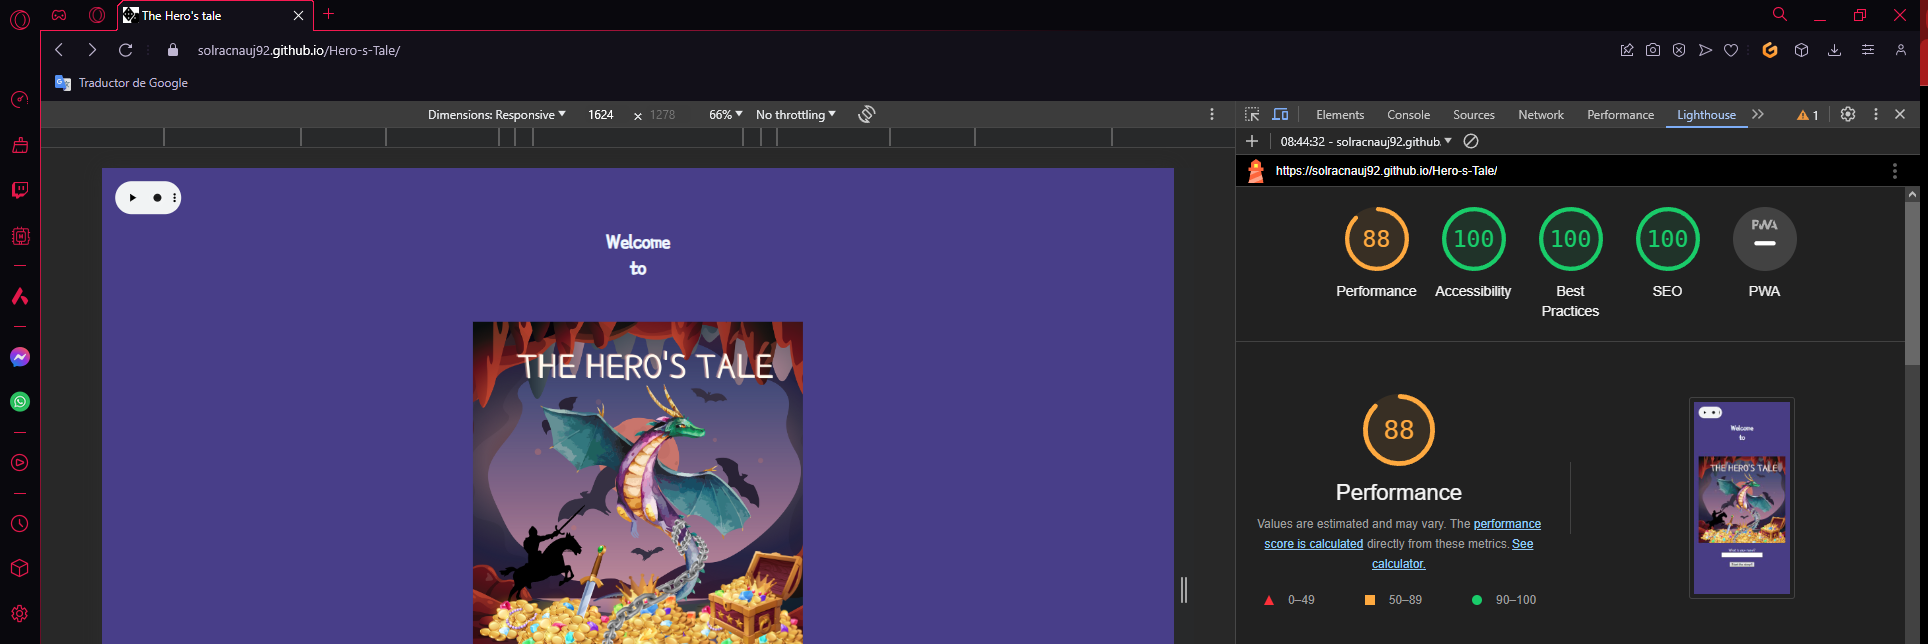 The Hero's tale
solracnauj92.github.io/Hero-s-Tale/
Traductor de Google
Dimensions: Responsive 1624 x 1278 66% No throttling
Elements Console Sources Network Performance Lighthouse 1
08:44:32 - solracnauj92.github.
https://solracnauj92.github.io/Hero-s-Tale/
88 100 100 100 PWA
Performance Accessibility Best Practices SEO PWA
Welcome
to
THE HERO'S TALE
88
Performance
Values are estimated and may vary. The performance
score is calculated directly from these metrics. See
calculator.
0–49 50–89 90–100
Welcome
to
THE HERO'S TALE